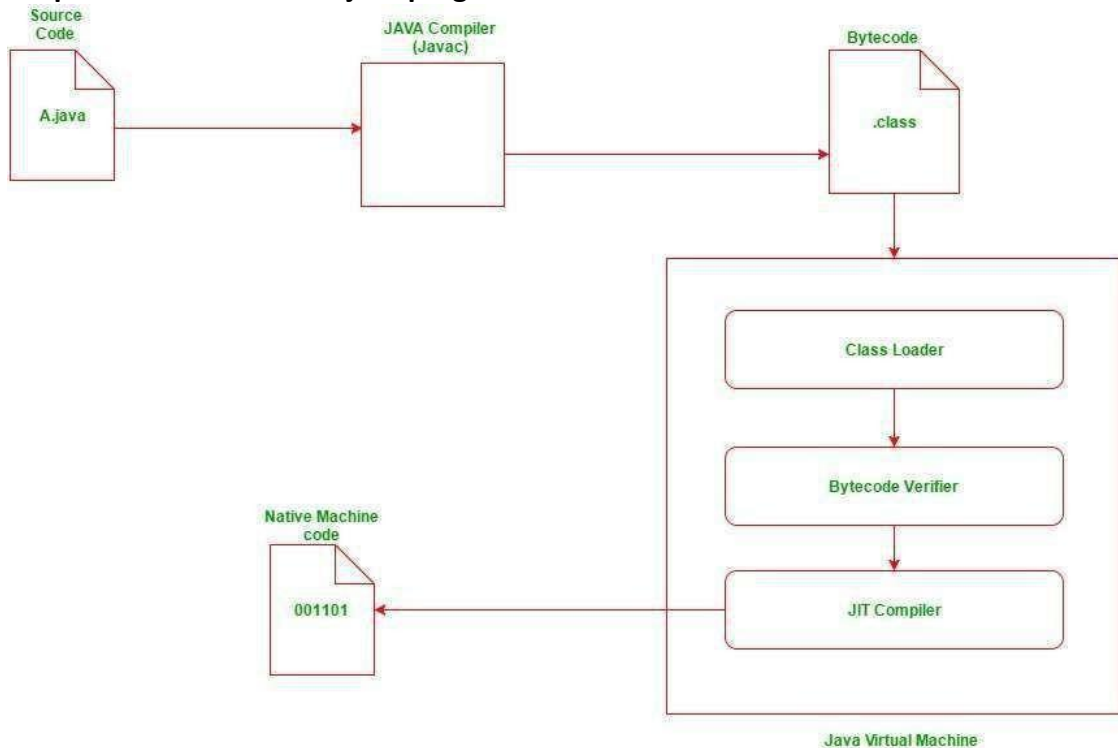 Source
Code
JAVA Compiler
(Javac)
Bytecode
A.java
.class
Class Loader
Bytecode Verifier
Native Machine
code
001101
JIT Compiler
Java Virtual Machine